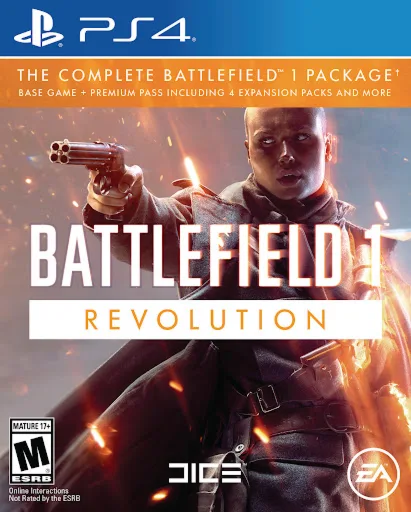 PS4
THE COMPLETE BATTLEFIELD™ 1 PACKAGE†
BASE GAME + PREMIUM PASS INCLUDING 4 EXPANSION PACKS AND MORE
BATTLEFIELD 1
REVOLUTION
MATURE 17+
M
ESRB
Online Interactions
Not Rated by the ESRB
DICE
EA